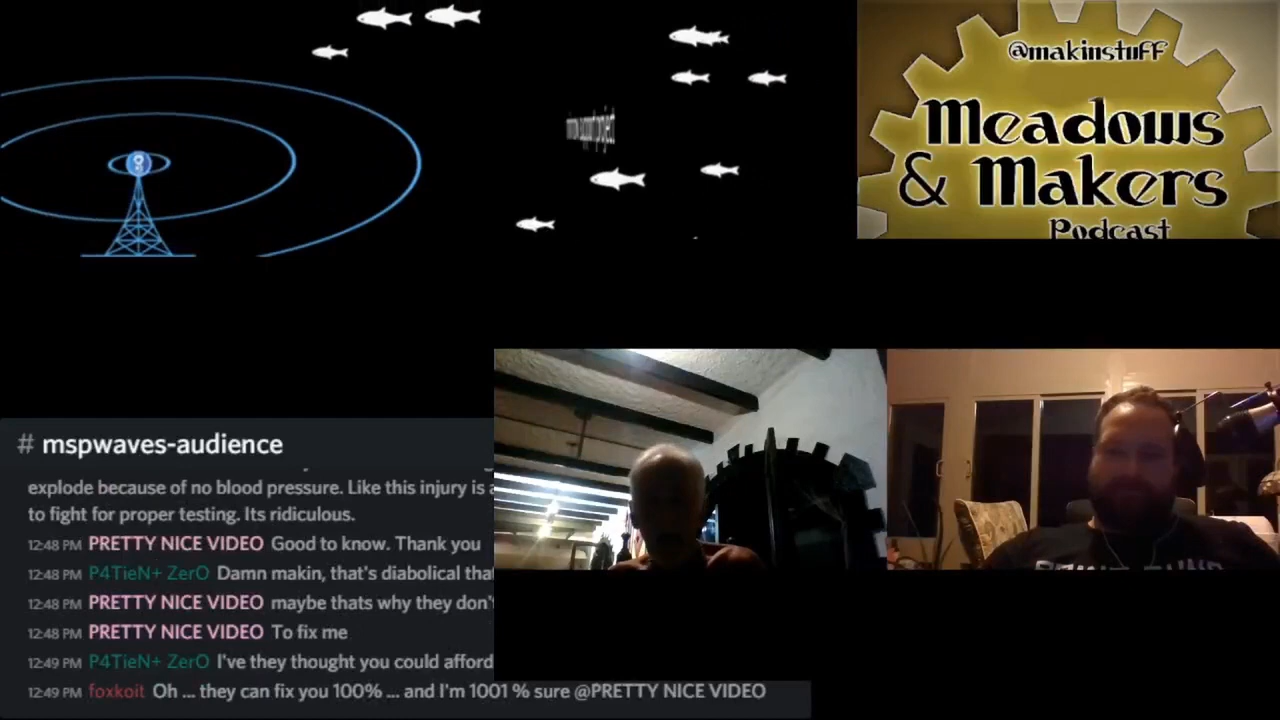 @makinstuff
Meadows
& Makers
Podcast
# mspwaves-audience
explode because of no blood pressure. Like this injury is
to fight for proper testing. Its ridiculous.
12:48 PM PRETTY NICE VIDEO Good to know. Thank you
12:48 PM P4TieN+ ZerO Damn makin, that's diabolical that
12:48 PM PRETTY NICE VIDEO maybe thats why they don'
12:48 PM PRETTY NICE VIDEO To fix me
12:49 PM P4TieN+ ZerO I've they thought you could afford
12:49 PM foxkoit Oh ... they can fix you 100% ... and I'm 1001 % sure @PRETTY NICE VIDEO